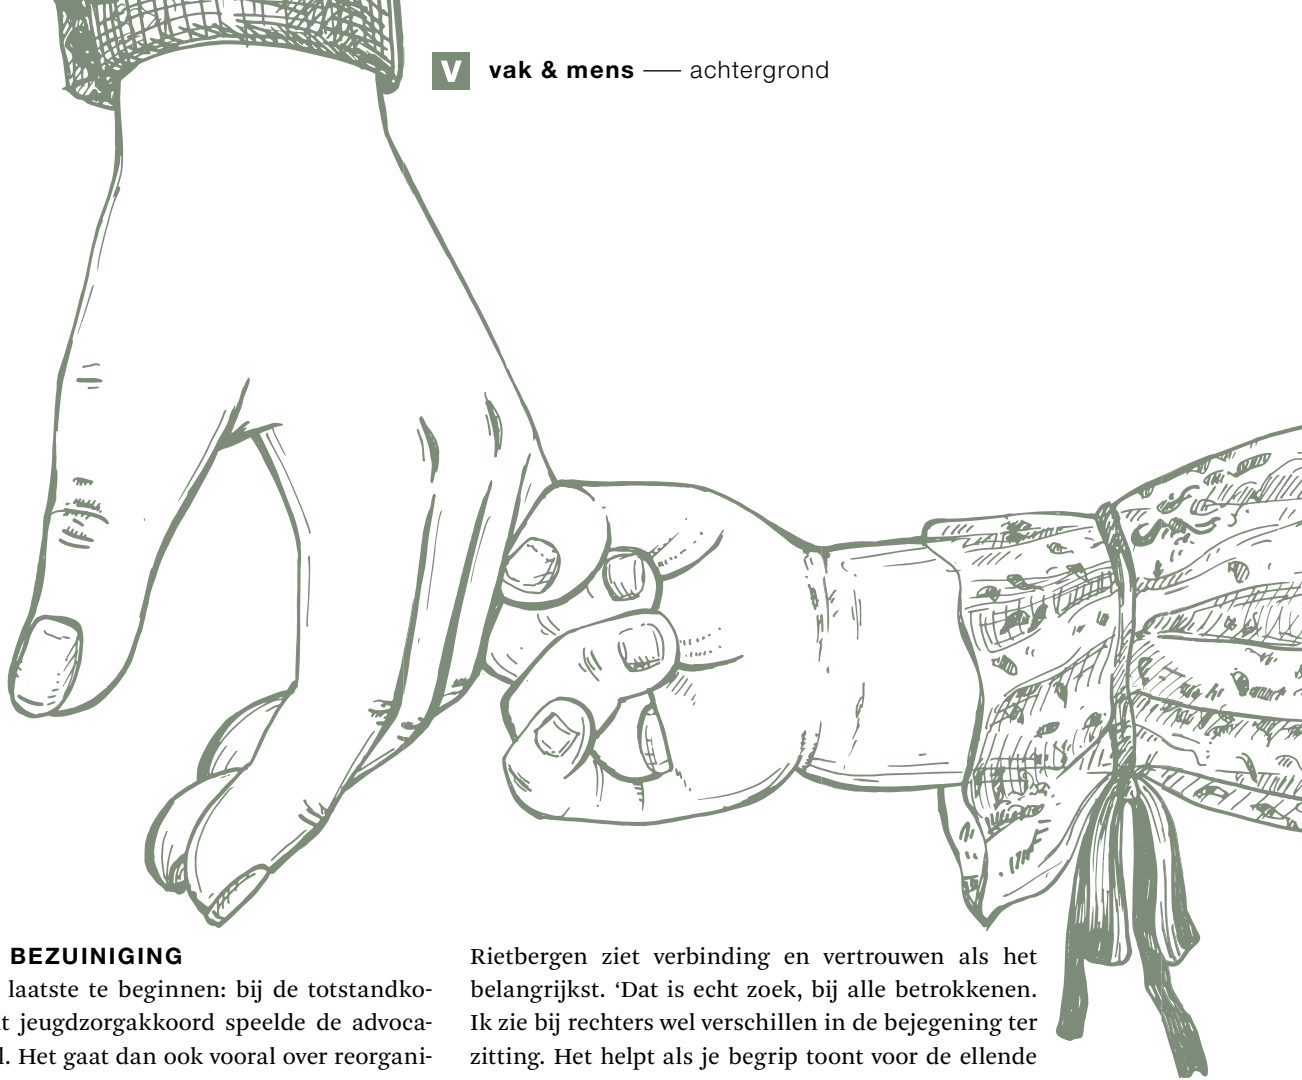 V vak & mens — achtergrond
BEZUINIGING
laatste te beginnen: bij de totstandko-
t jeugdzorgakkoord speelde de advoca-
l. Het gaat dan ook vooral over reorgani-
Rietbergen ziet verbinding en vertrouwen als het
belangrijkst. ‘Dat is echt zoek, bij alle betrokkenen.
Ik zie bij rechters wel verschillen in de bejegening ter
zitting. Het helpt als je begrip toont voor de ellende